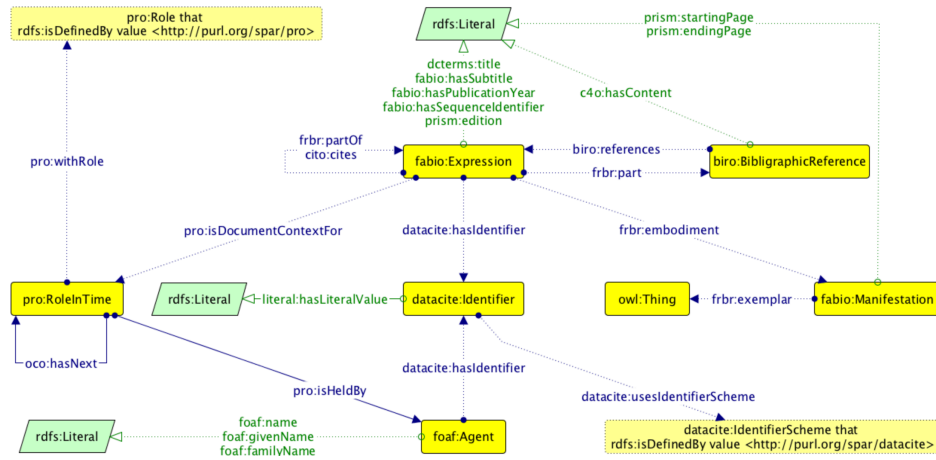 pro:Role that
rdfs:isDefinedBy value <http://purl.org/spar/pro>
rdfs:Literal
prism:startingPage
prism:endingPage
dcterms:title
fabio:hasSubtitle
fabio:hasPublicationYear
fabio:hasSequenceIdentifier
prism:edition
c4o:hasContent
pro:withRole
frbr:partOf
cito:cites
fabio:Expression
biro:references
frbr:part
biro:BibligraphicReference
pro:isDocumentContextFor
datacite:hasIdentifier
frbr:embodiment
pro:RoleInTime
rdfs:Literal
literal:hasLiteralValue
datacite:Identifier
owl:Thing
frbr:exemplar
fabio:Manifestation
oco:hasNext
pro:isHeldBy
datacite:hasIdentifier
datacite:usesIdentifierScheme
rdfs:Literal
foaf:name
foaf:givenName
foaf:familyName
foaf:Agent
datacite:IdentifierScheme that
rdfs:isDefinedBy value <http://purl.org/spar/datacite>